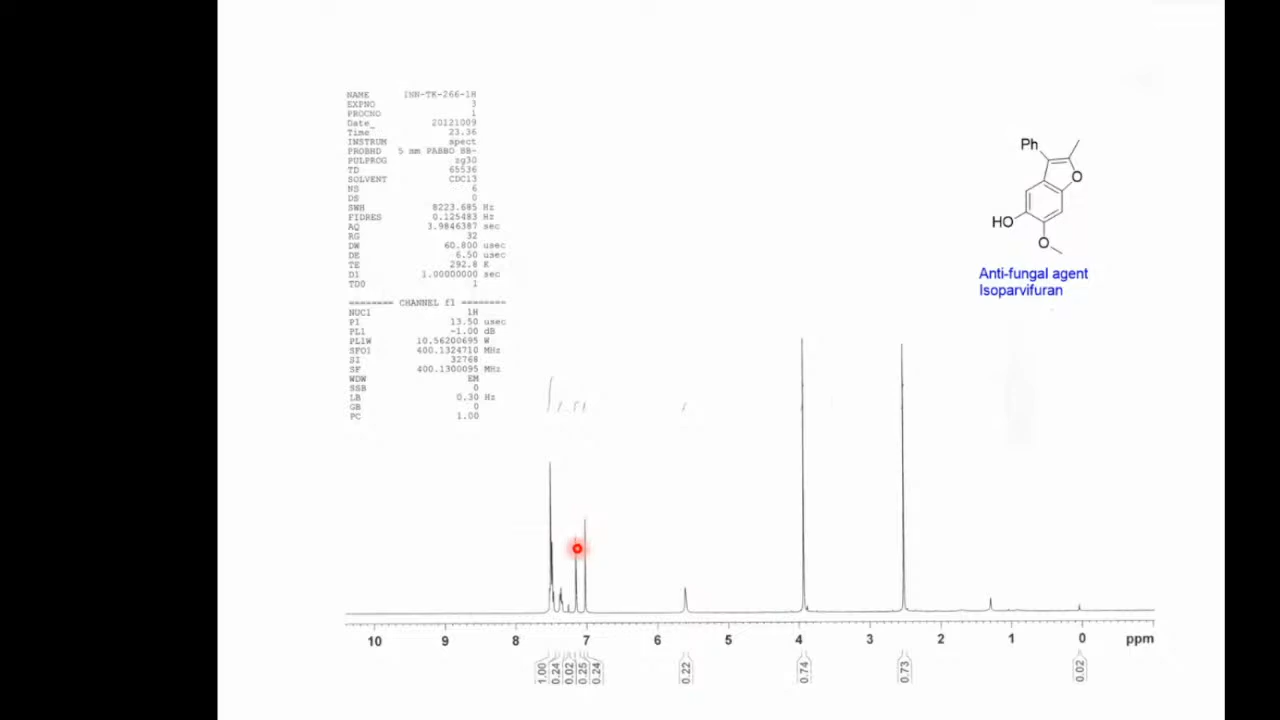 NAME INN-TK-266-1H
EXPNO 3
PROCNO 1
Date_ 20121009
Time 23.36
INSTRUM spect
PROBHD 5 mm PABBO BB-
PULPROG zg30
TD 65536
SOLVENT CDCl3
NS 6
DS 0
SWH 8223.685 Hz
FIDRES 0.125483 Hz
AQ 3.9846387 sec
RG 32
DW 60.800 usec
DE 6.50 usec
TE 292.8 K
D1 1.00000000 sec
TD0 1
======== CHANNEL f1 ========
NUC1 1H
P1 13.50 usec
PL1 -1.00 dB
PL1W 10.56200695 W
SFO1 400.1324710 MHz
SI 32768
SF 400.1300095 MHz
WDW EM
SSB 0
LB 0.30 Hz
GB 0
PC 1.00
Ph
O
HO
O
Anti-fungal agent
Isoparvifuran
10 9 8 7 6 5 4 3 2 1 0 ppm
1.00 0.24 0.02 0.25 0.24 0.22 0.74 0.73 0.02